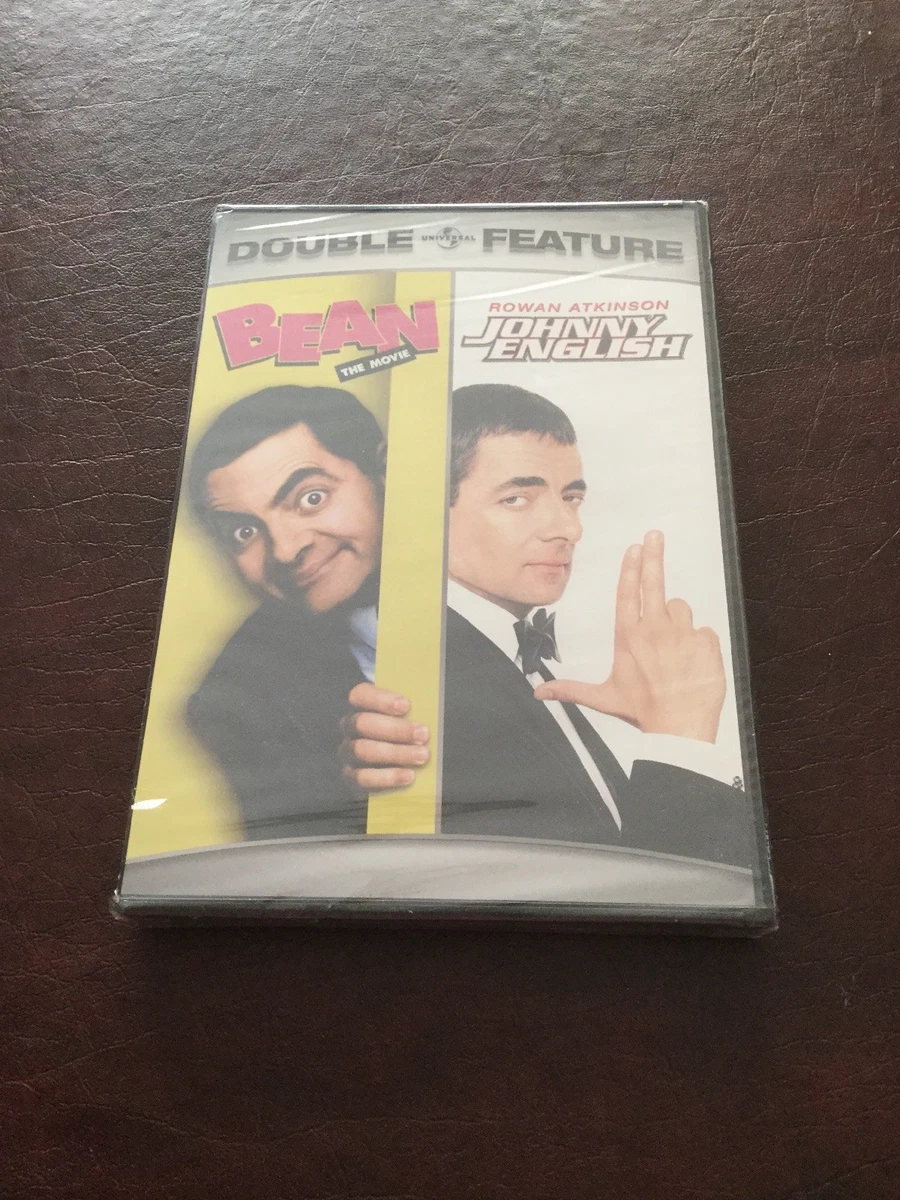 DOUBLE UNIVERSAL FEATURE
BEAN
THE MOVIE
ROWAN ATKINSON
JOHNNY
ENGLISH